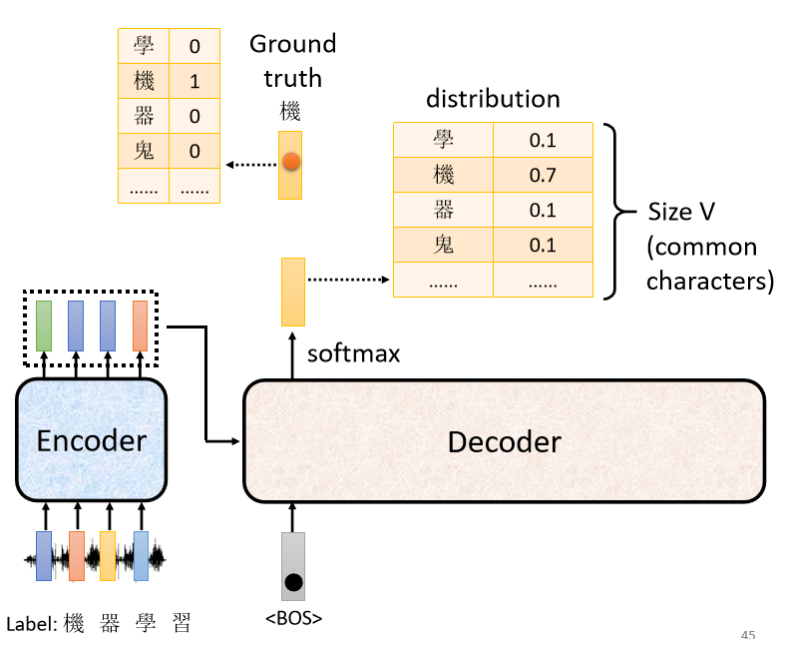 學 0
機 1
器 0
鬼 0
...... ......
Ground
truth
機
distribution
學 0.1
機 0.7
器 0.1
鬼 0.1
...... ......
Size V
(common
characters)
softmax
Encoder
Decoder
<BOS>
Label: 機 器 學 習
45